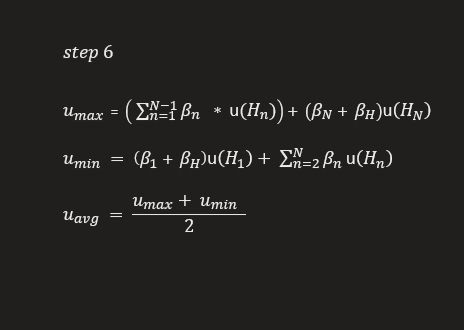 step 6
u_max = (∑_{n=1}^{N−1} β_n * u(H_n)) + (β_N + β_H)u(H_N)
u_min = (β_1 + β_H)u(H_1) + ∑_{n=2}^{N} β_n u(H_n)
u_avg = \frac{u_max + u_min}{2}